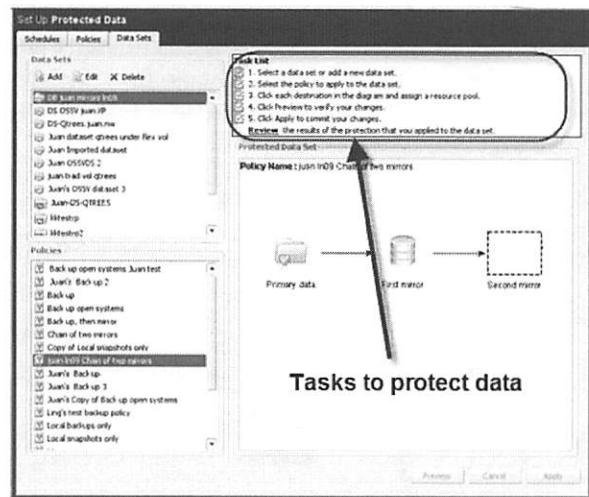 Set Up Protected Data
Schedules Policies Data Sets
Data Sets
Add Edit Delete
DB juan mirrors ln09
DS OSSV juan.YP
DS-Qtrees juan.nw
Juan dataset qtrees under flex vol
Juan Imported dataset
Juan OSSVDS 2
juan trad vol qtrees
Juan's OSSV dataset 3
Juan-DS-QTREES
Policies
Back up open systems Juan test
Juan's Back up 2
Back up
Back up open systems
Back up, then mirror
Chain of two mirrors
Copy of Local snapshots only
juan ln09 Chain of two mirrors
Juan's Back up
Juan's Back up 3
Juan's Copy of Back up open systems
Ling's test backup policy
Local backups only
Local snapshots only
Task List
1. Select a data set or add a new data set.
2. Select the policy to apply to the data set.
3. Click each destination in the diagram and assign a resource pool.
4. Click Preview to verify your changes.
5. Click Apply to commit your changes.
Review the results of the protection that you applied to the data set.
Protected Data Set
Policy Name : juan ln09 Chain of two mirrors
Primary data First mirror Second mirror
Tasks to protect data
Preview Cancel Apply